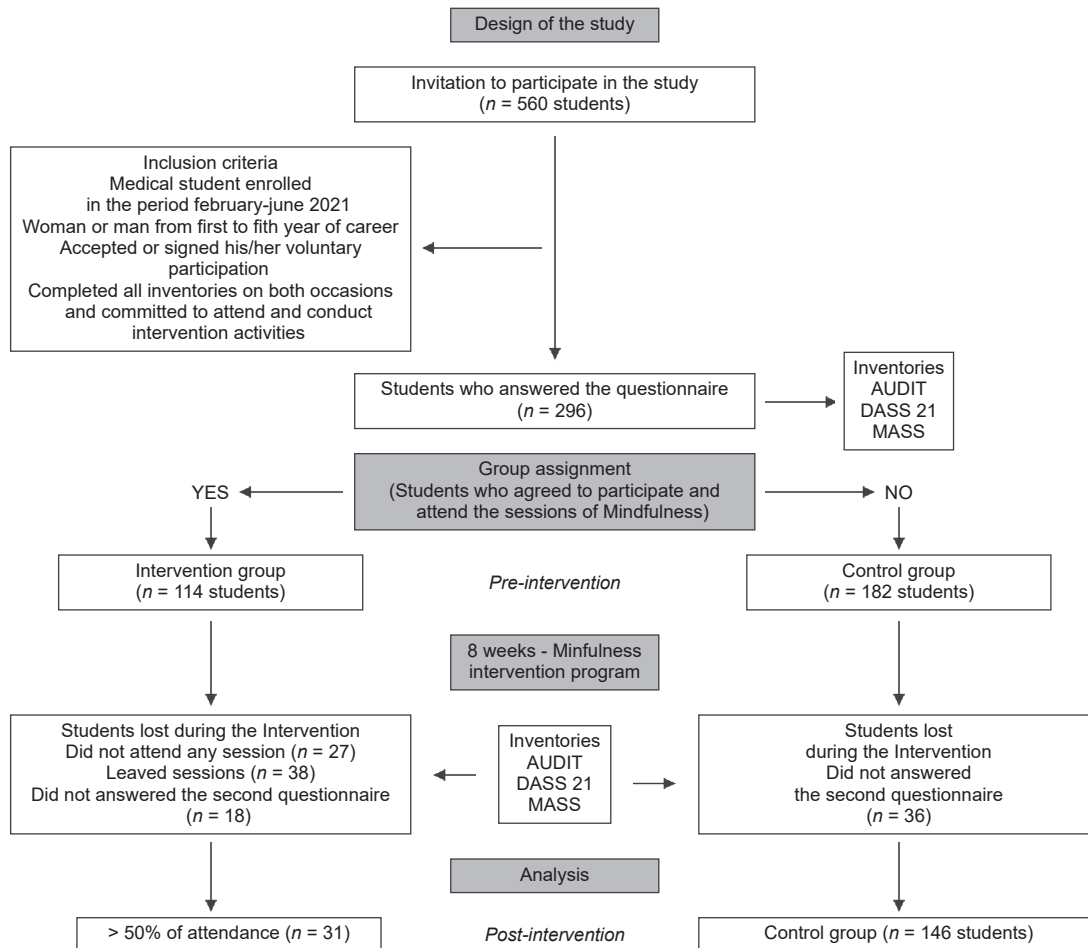 Design of the study
Invitation to participate in the study
(n = 560 students)
Inclusion criteria
Medical student enrolled
in the period february-june 2021
Woman or man from first to fith year of career
Accepted or signed his/her voluntary
participation
Completed all inventories on both occasions
and committed to attend and conduct
intervention activities
Students who answered the questionnaire
(n = 296)
Inventories
AUDIT
DASS 21
MASS
Group assignment
(Students who agreed to participate and
attend the sessions of Mindfulness)
YES
NO
Intervention group
(n = 114 students)
Pre-intervention
Control group
(n = 182 students)
8 weeks - Minfulness
intervention program
Students lost during the Intervention
Did not attend any session (n = 27)
Leaved sessions (n = 38)
Did not answered the second questionnaire
(n = 18)
Inventories
AUDIT
DASS 21
MASS
Students lost
during the Intervention
Did not answered
the second questionnaire
(n = 36)
Analysis
> 50% of attendance (n = 31)
Post-intervention
Control group (n = 146 students)